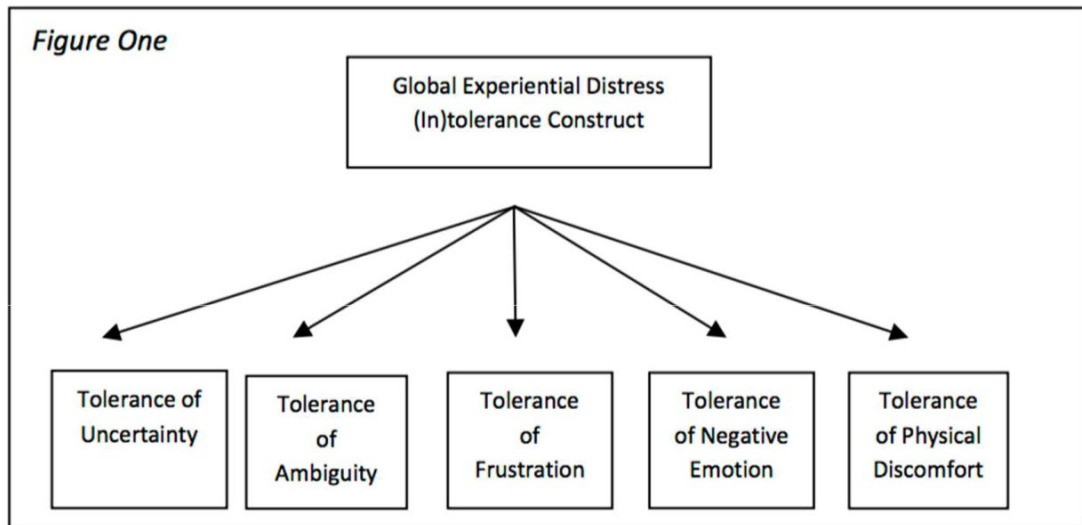 Figure One
Global Experiential Distress
(In)tolerance Construct
Tolerance of
Uncertainty
Tolerance
of
Ambiguity
Tolerance
of
Frustration
Tolerance
of Negative
Emotion
Tolerance
of Physical
Discomfort